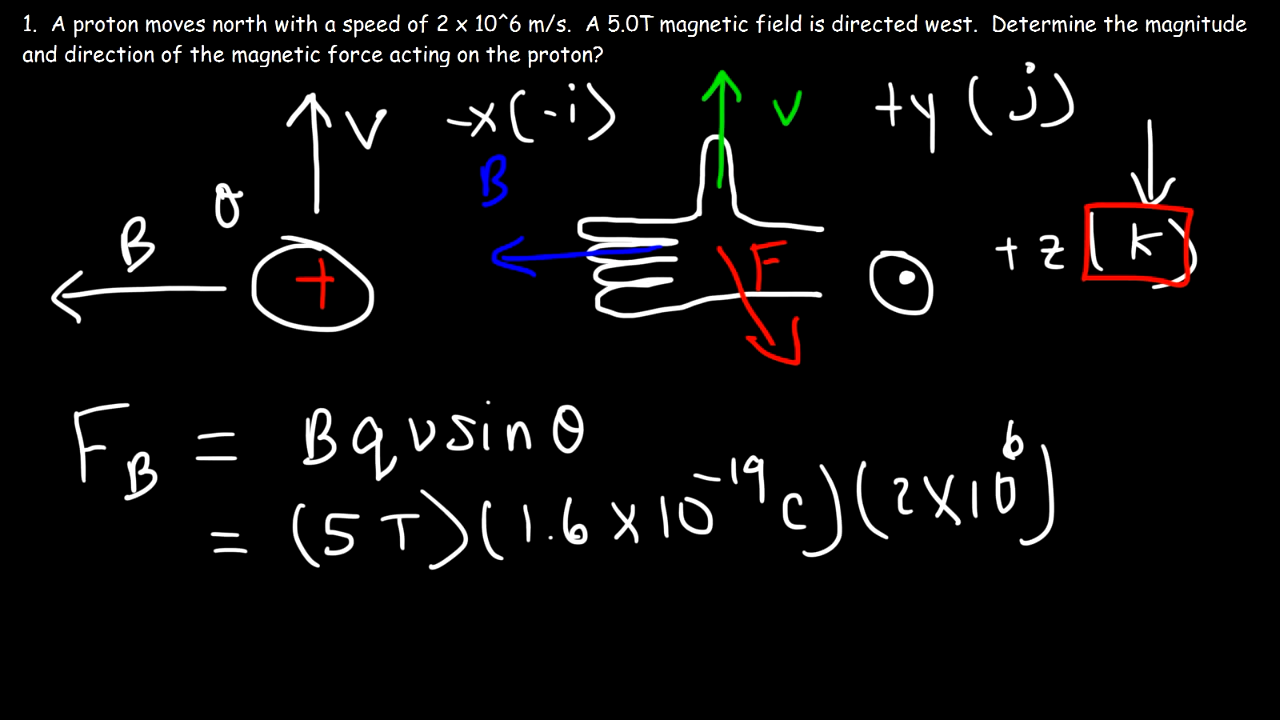 1. A proton moves north with a speed of 2 x 10^6 m/s. A 5.0T magnetic field is directed west. Determine the magnitude
and direction of the magnetic force acting on the proton?
V -x(-i) V +y (j)
B
θ
B + F +z (k)
F_B = Bqvsinθ
= (5T)(1.6x10^-19 C)(2x10^6)